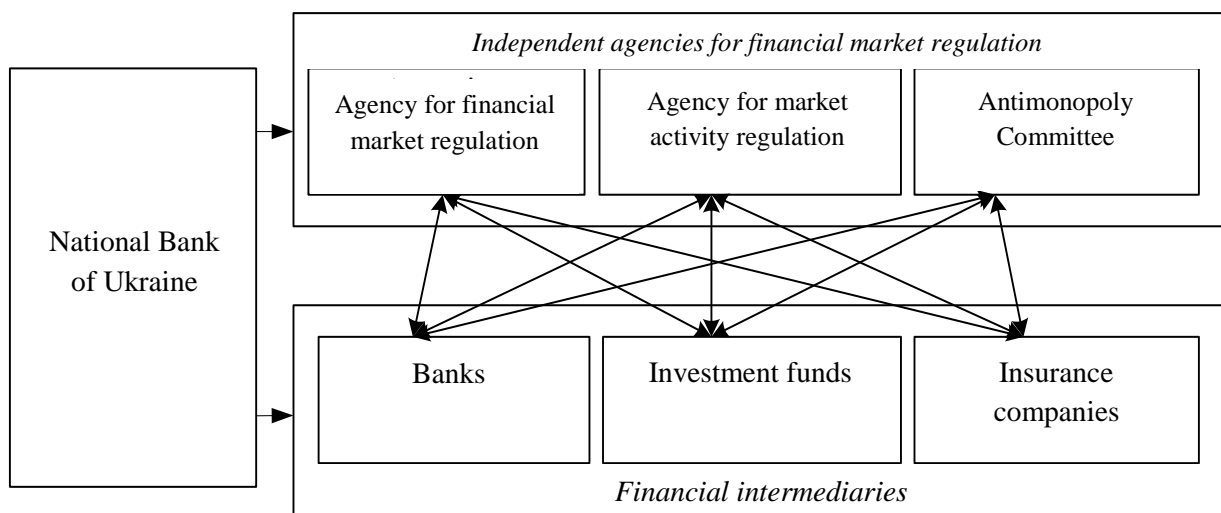 Independent agencies for financial market regulation
Agency for financial
market regulation
Agency for market
activity regulation
Antimonopoly
Committee
National Bank
of Ukraine
Banks
Investment funds
Insurance
companies
Financial intermediaries